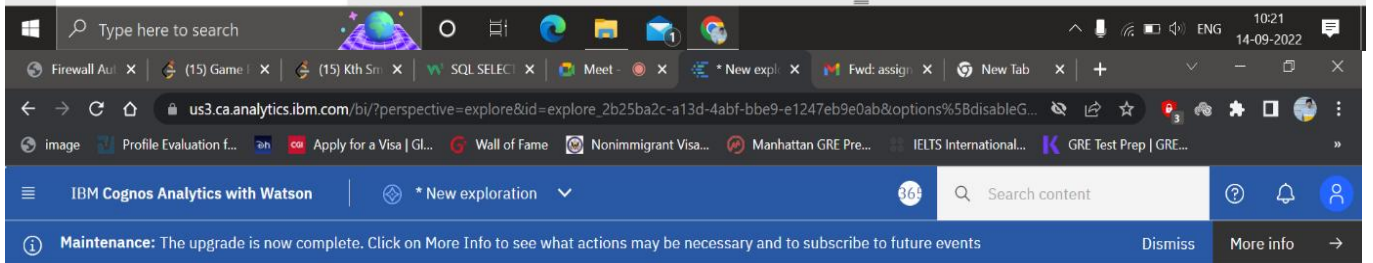 Type here to search
1
ENG
10:21
14-09-2022
Firewall Aut
(15) Game
(15) Kth Sm
SQL SELECT
Meet -
* New explo
Fwd: assign
New Tab
us3.ca.analytics.ibm.com/bi/?perspective=explore&id=explore_2b25ba2c-a13d-4abf-bbe9-e1247eb9e0ab&options%5BdisableG...
3
image
Profile Evaluation f...
CGI
Apply for a Visa | Gl...
Wall of Fame
Nonimmigrant Visa...
Manhattan GRE Pre...
IELTS International...
GRE Test Prep | GRE...
IBM Cognos Analytics with Watson
* New exploration
365
Search content
Maintenance: The upgrade is now complete. Click on More Info to see what actions may be necessary and to subscribe to future events
Dismiss
More info